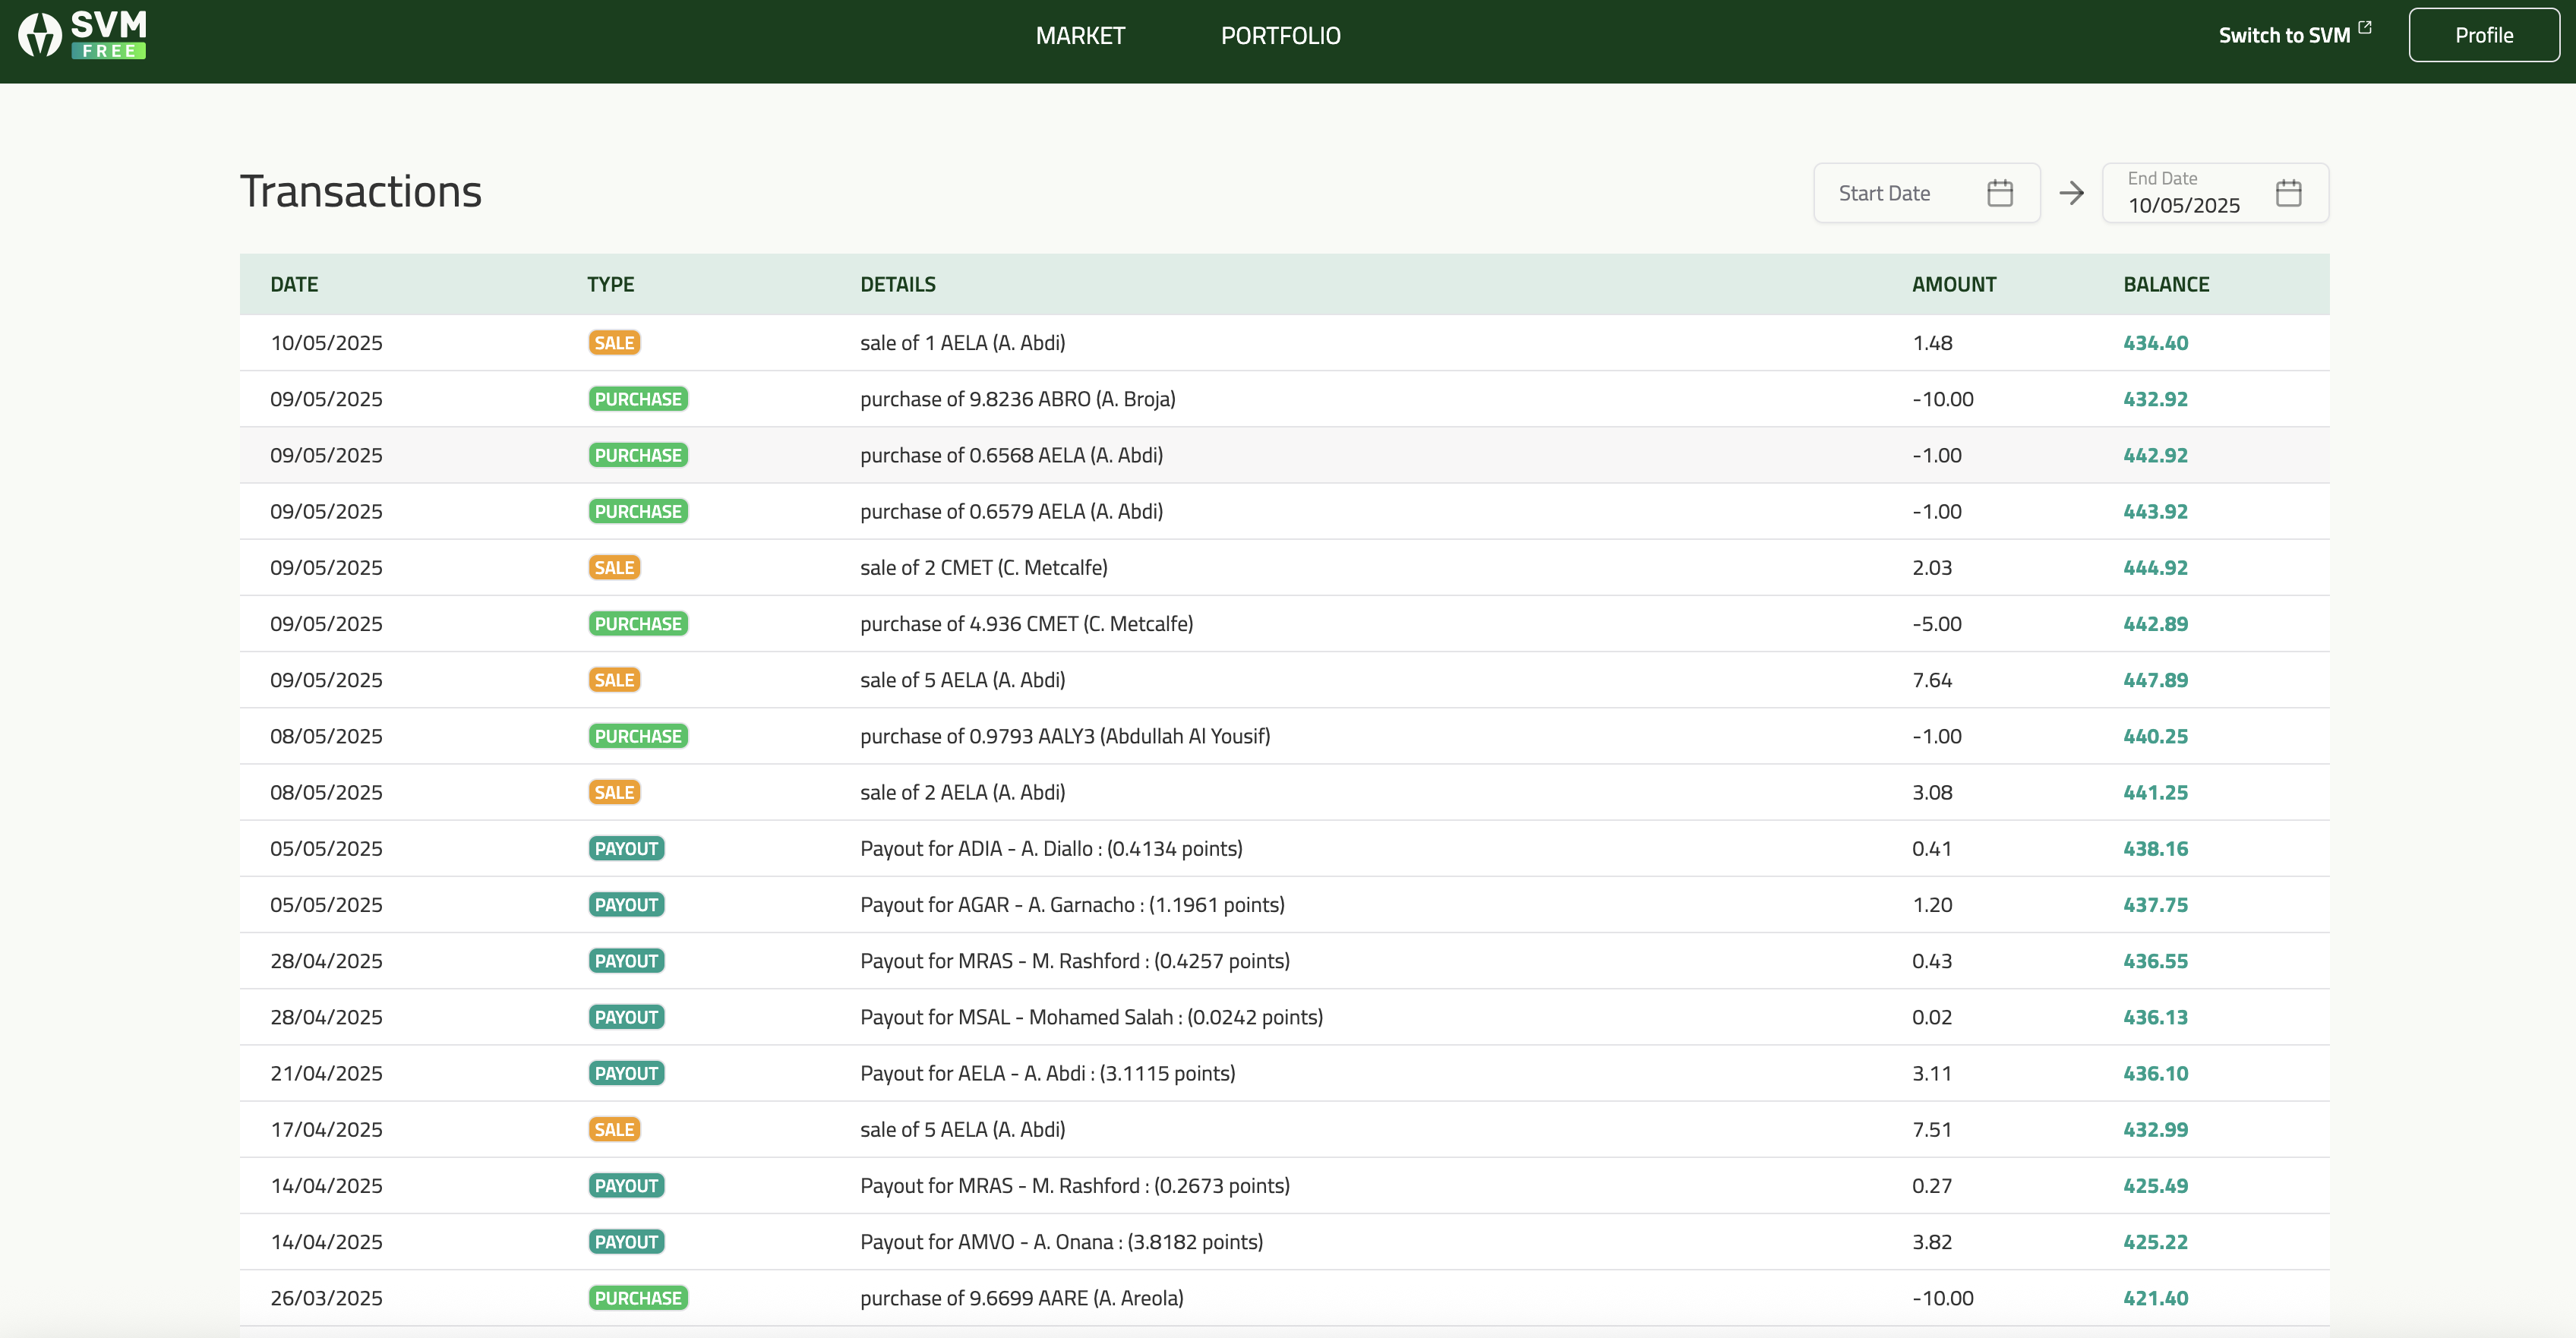 SVM
FREE
MARKET PORTFOLIO Switch to SVM Profile
Transactions
Start Date
End Date
10/05/2025
DATE TYPE DETAILS AMOUNT BALANCE
10/05/2025 SALE sale of 1 AELA (A. Abdi) 1.48 434.40
09/05/2025 PURCHASE purchase of 9.8236 ABRO (A. Broja) -10.00 432.92
09/05/2025 PURCHASE purchase of 0.6568 AELA (A. Abdi) -1.00 442.92
09/05/2025 PURCHASE purchase of 0.6579 AELA (A. Abdi) -1.00 443.92
09/05/2025 SALE sale of 2 CMET (C. Metcalfe) 2.03 444.92
09/05/2025 PURCHASE purchase of 4.936 CMET (C. Metcalfe) -5.00 442.89
09/05/2025 SALE sale of 5 AELA (A. Abdi) 7.64 447.89
08/05/2025 PURCHASE purchase of 0.9793 AALY3 (Abdullah Al Yousif) -1.00 440.25
08/05/2025 SALE sale of 2 AELA (A. Abdi) 3.08 441.25
05/05/2025 PAYOUT Payout for ADIA - A. Diallo : (0.4134 points) 0.41 438.16
05/05/2025 PAYOUT Payout for AGAR - A. Garnacho : (1.1961 points) 1.20 437.75
28/04/2025 PAYOUT Payout for MRAS - M. Rashford : (0.4257 points) 0.43 436.55
28/04/2025 PAYOUT Payout for MSAL - Mohamed Salah : (0.0242 points) 0.02 436.13
21/04/2025 PAYOUT Payout for AELA - A. Abdi : (3.1115 points) 3.11 436.10
17/04/2025 SALE sale of 5 AELA (A. Abdi) 7.51 432.99
14/04/2025 PAYOUT Payout for MRAS - M. Rashford : (0.2673 points) 0.27 425.49
14/04/2025 PAYOUT Payout for AMVO - A. Onana : (3.8182 points) 3.82 425.22
26/03/2025 PURCHASE purchase of 9.6699 AARE (A. Areola) -10.00 421.40